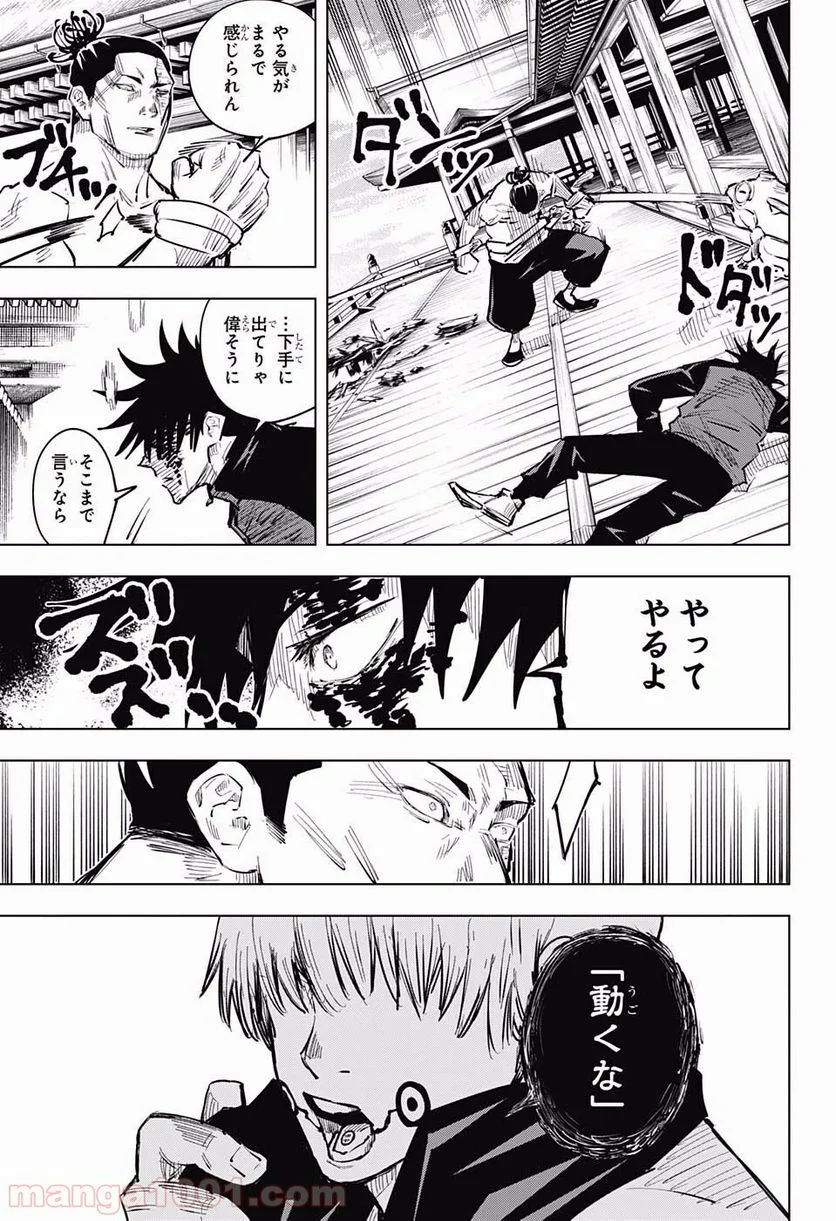 ダンッ
ドダッ
やる気が
まるで
感じられん
ブチッ
…下手に
出てりゃ
偉そうに
そこまで
言うなら
やって
やるよ
ズズズ
「動くな」
manga1001.com